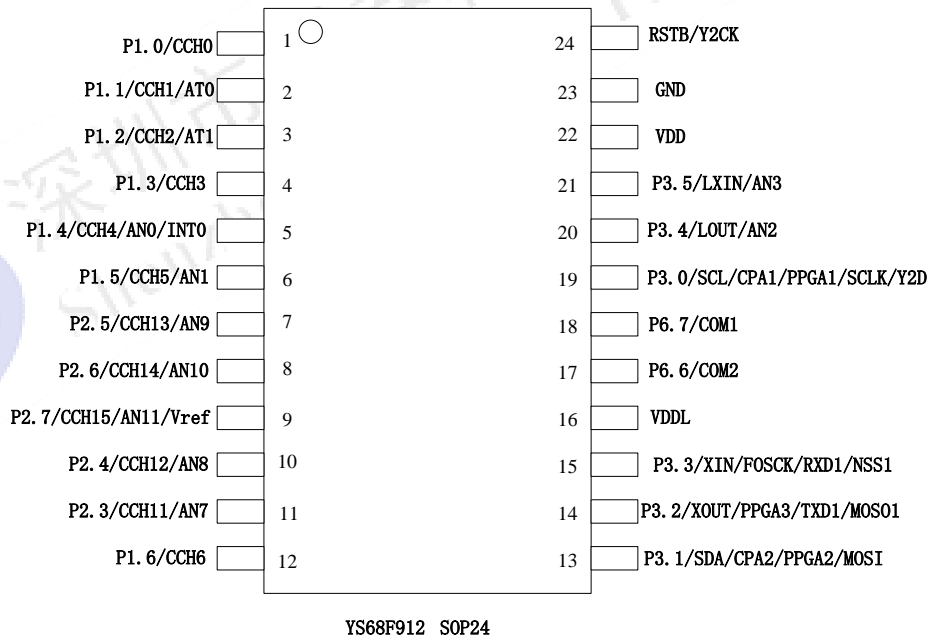 P1.0/CCH0 1 24 RSTB/Y2CK
P1.1/CCH1/AT0 2 23 GND
P1.2/CCH2/AT1 3 22 VDD
P1.3/CCH3 4 21 P3.5/LXIN/AN3
P1.4/CCH4/AN0/INT0 5 20 P3.4/LOUT/AN2
P1.5/CCH5/AN1 6 19 P3.0/SCL/CPA1/PPGA1/SCLK/Y2D
P2.5/CCH13/AN9 7 18 P6.7/COM1
P2.6/CCH14/AN10 8 17 P6.6/COM2
P2.7/CCH15/AN11/Vref 9 16 VDDL
P2.4/CCH12/AN8 10 15 P3.3/XIN/FOSCK/RXD1/NSS1
P2.3/CCH11/AN7 11 14 P3.2/XOUT/PPGA3/TXD1/MOSO1
P1.6/CCH6 12 13 P3.1/SDA/CPA2/PPGA2/MOSI
YS68F912 SOP24
深圳市